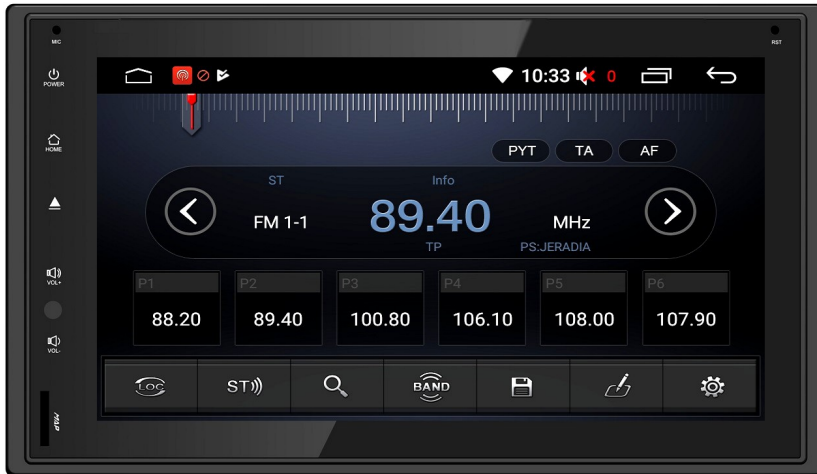 MIC
RST
POWER
10:33 0
HOME
PYT TA AF
ST Info
FM 1-1 89.40 MHz
TP PS:JERADIA
VOL+
P1 P2 P3 P4 P5 P6
88.20 89.40 100.80 106.10 108.00 107.90
VOL-
LOC ST BAND
MAP